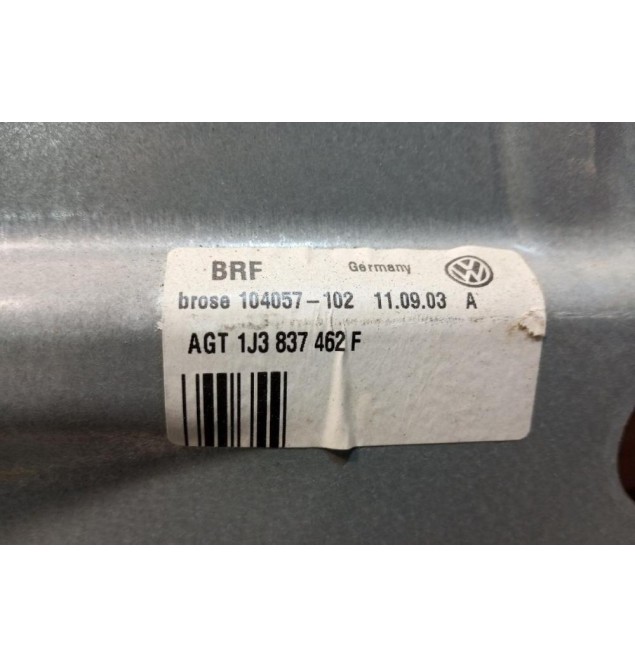 BRF Germany
brose 104057-102 11.09.03 A
AGT 1J3 837 462 F